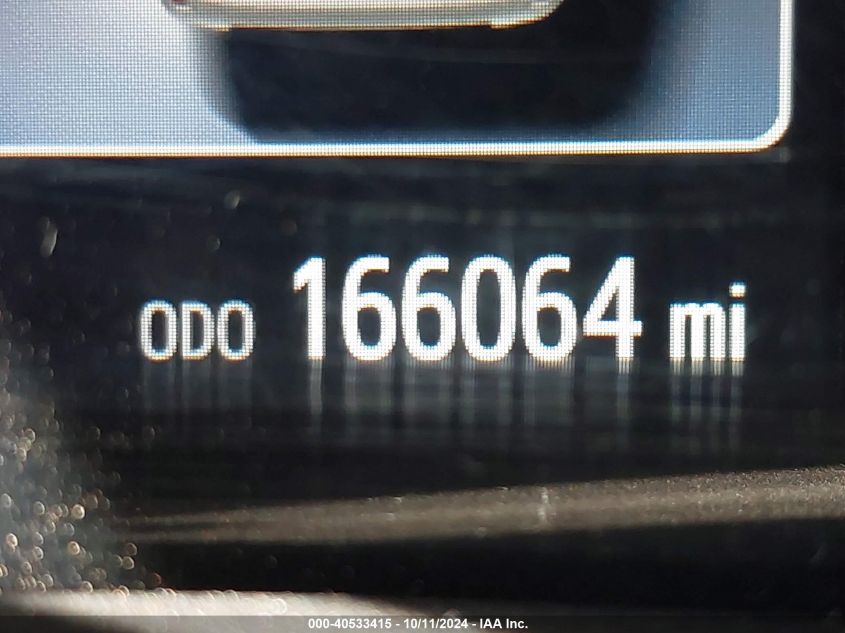 ODO 166064 mi
000-40533415 - 10/11/2024 - IAA Inc.